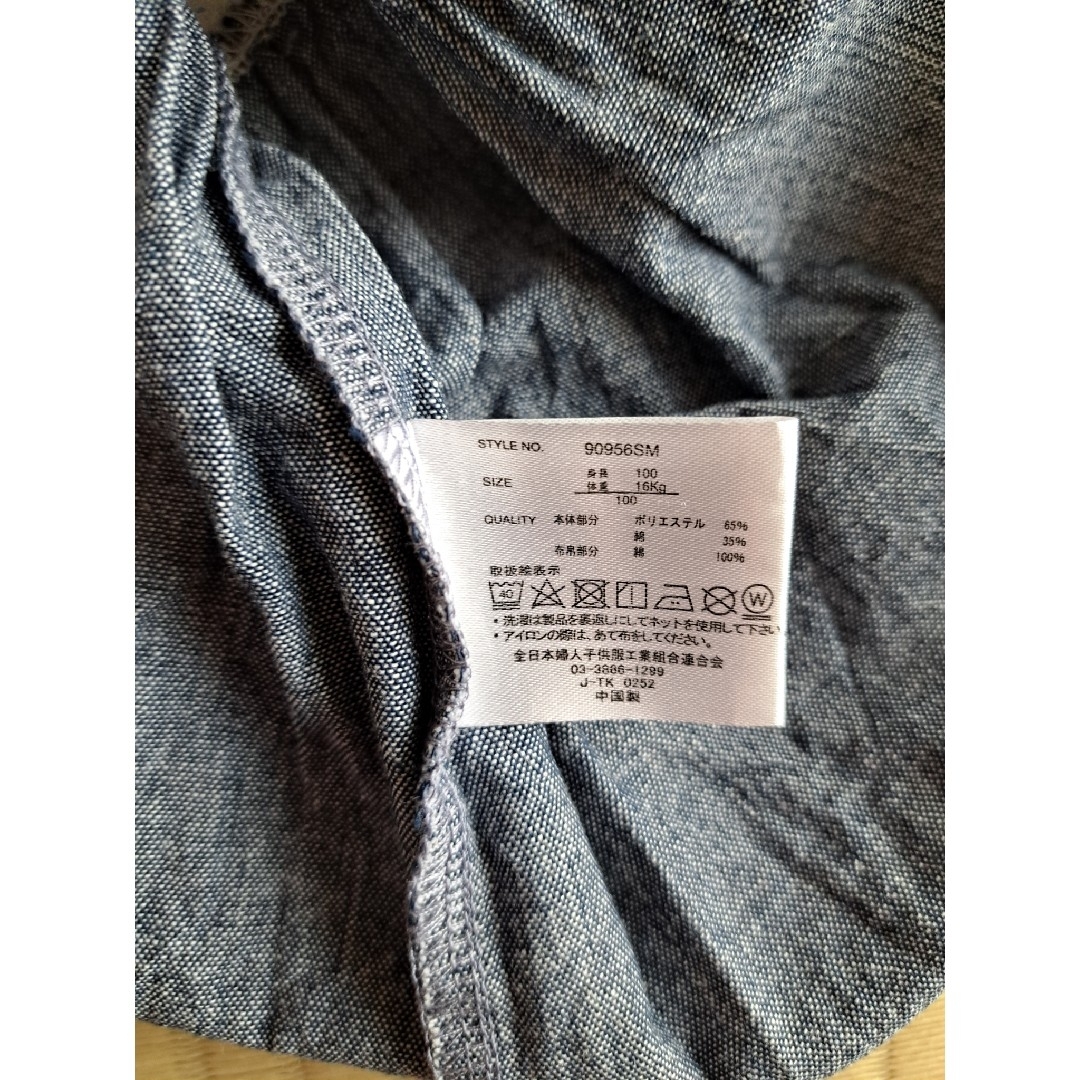 STYLE NO. 90956SM
SIZE 身長 100
体重 16Kg
100
QUALITY 本体部分 ポリエステル 65%
綿 35%
布帛部分 綿 100%
取扱絵表示
40 W
・洗濯は製品を裏返しにしてネットを使用して下さい
・アイロンの際は、あて布をしてください。
全日本婦人子供服工業組合連合会
03-3886-1299
J-TK 0252
中国製